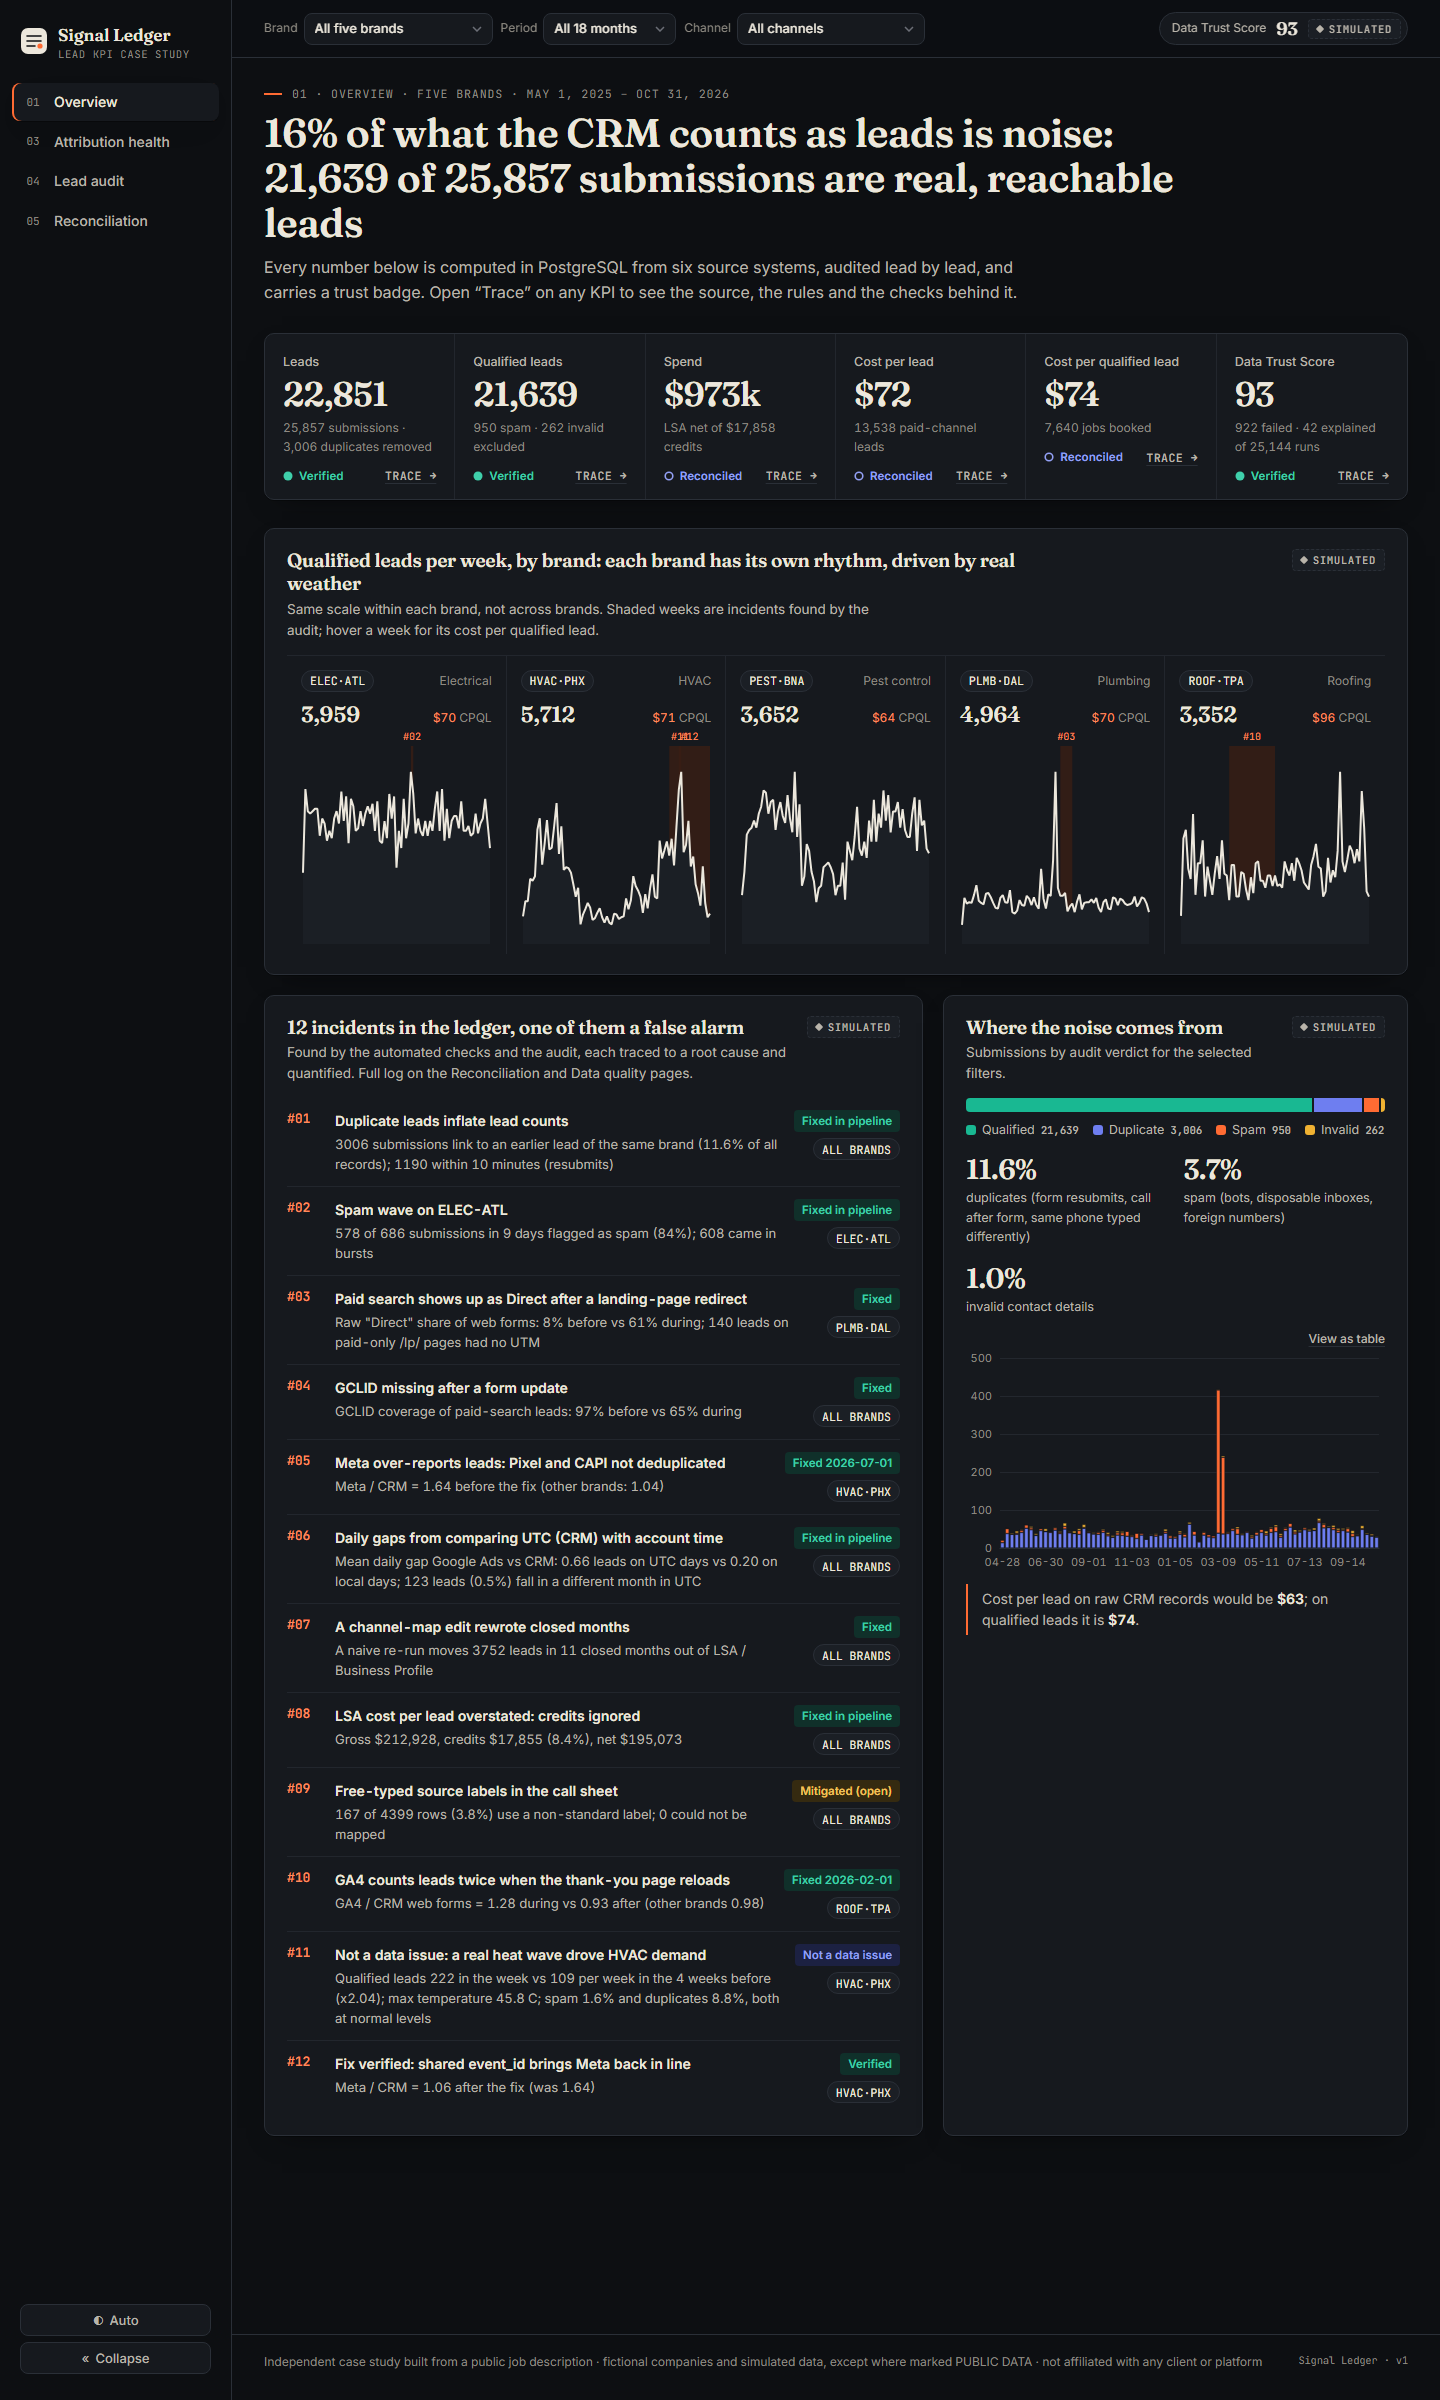 Signal Ledger
LEAD KPI CASE STUDY
01 Overview
03 Attribution health
04 Lead audit
05 Reconciliation
Brand All five brands Period All 18 months Channel All channels
Data Trust Score 93 ◆ SIMULATED
01 · OVERVIEW · FIVE BRANDS · MAY 1, 2025 – OCT 31, 2026
16% of what the CRM counts as leads is noise:
21,639 of 25,857 submissions are real, reachable
leads
Every number below is computed in PostgreSQL from six source systems, audited lead by lead, and
carries a trust badge. Open “Trace” on any KPI to see the source, the rules and the checks behind it.
Leads
22,851
25,857 submissions ·
3,006 duplicates removed
Verified TRACE →
Qualified leads
21,639
950 spam · 262 invalid
excluded
Verified TRACE →
Spend
$973k
LSA net of $17,858
credits
Reconciled TRACE →
Cost per lead
$72
13,538 paid-channel
leads
Reconciled TRACE →
Cost per qualified lead
$74
7,640 jobs booked
Reconciled TRACE →
Data Trust Score
93
922 failed · 42 explained
of 25,144 runs
Verified TRACE →
Qualified leads per week, by brand: each brand has its own rhythm, driven by real
weather
◆ SIMULATED
Same scale within each brand, not across brands. Shaded weeks are incidents found by the
audit; hover a week for its cost per qualified lead.
ELEC·ATL Electrical
3,959 $70 CPQL
#02
HVAC·PHX HVAC
5,712 $71 CPQL
#11 #12
PEST·BNA Pest control
3,652 $64 CPQL
PLMB·DAL Plumbing
4,964 $70 CPQL
#03
ROOF·TPA Roofing
3,352 $96 CPQL
#10
12 incidents in the ledger, one of them a false alarm
◆ SIMULATED
Found by the automated checks and the audit, each traced to a root cause and
quantified. Full log on the Reconciliation and Data quality pages.
#01 Duplicate leads inflate lead counts Fixed in pipeline
3006 submissions link to an earlier lead of the same brand (11.6% of all ALL BRANDS
records); 1190 within 10 minutes (resubmits)
#02 Spam wave on ELEC-ATL Fixed in pipeline
578 of 686 submissions in 9 days flagged as spam (84%); 608 came in ELEC·ATL
bursts
#03 Paid search shows up as Direct after a landing-page redirect Fixed
Raw "Direct" share of web forms: 8% before vs 61% during; 140 leads on PLMB·DAL
paid-only /lp/ pages had no UTM
#04 GCLID missing after a form update Fixed
GCLID coverage of paid-search leads: 97% before vs 65% during ALL BRANDS
#05 Meta over-reports leads: Pixel and CAPI not deduplicated Fixed 2026-07-01
Meta / CRM = 1.64 before the fix (other brands: 1.04) HVAC·PHX
#06 Daily gaps from comparing UTC (CRM) with account time Fixed in pipeline
Mean daily gap Google Ads vs CRM: 0.66 leads on UTC days vs 0.20 on ALL BRANDS
local days; 123 leads (0.5%) fall in a different month in UTC
#07 A channel-map edit rewrote closed months Fixed
A naive re-run moves 3752 leads in 11 closed months out of LSA / ALL BRANDS
Business Profile
#08 LSA cost per lead overstated: credits ignored Fixed in pipeline
Gross $212,928, credits $17,855 (8.4%), net $195,073 ALL BRANDS
#09 Free-typed source labels in the call sheet Mitigated (open)
167 of 4399 rows (3.8%) use a non-standard label; 0 could not be ALL BRANDS
mapped
#10 GA4 counts leads twice when the thank-you page reloads Fixed 2026-02-01
GA4 / CRM web forms = 1.28 during vs 0.93 after (other brands 0.98) ROOF·TPA
#11 Not a data issue: a real heat wave drove HVAC demand Not a data issue
Qualified leads 222 in the week vs 109 per week in the 4 weeks before HVAC·PHX
(x2.04); max temperature 45.8 C; spam 1.6% and duplicates 8.8%, both
at normal levels
#12 Fix verified: shared event_id brings Meta back in line Verified
Meta / CRM = 1.06 after the fix (was 1.64) HVAC·PHX
Where the noise comes from
◆ SIMULATED
Submissions by audit verdict for the selected
filters.
Qualified 21,639 Duplicate 3,006 Spam 950 Invalid 262
11.6%
duplicates (form resubmits, call
after form, same phone typed
differently)
3.7%
spam (bots, disposable inboxes,
foreign numbers)
1.0%
invalid contact details
View as table
500
400
300
200
100
0
04-28 06-30 09-01 11-03 01-05 03-09 05-11 07-13 09-14
Cost per lead on raw CRM records would be $63; on
qualified leads it is $74.
Auto
« Collapse
Independent case study built from a public job description · fictional companies and simulated data, except where marked PUBLIC DATA · not affiliated with any client or platform
Signal Ledger · v1